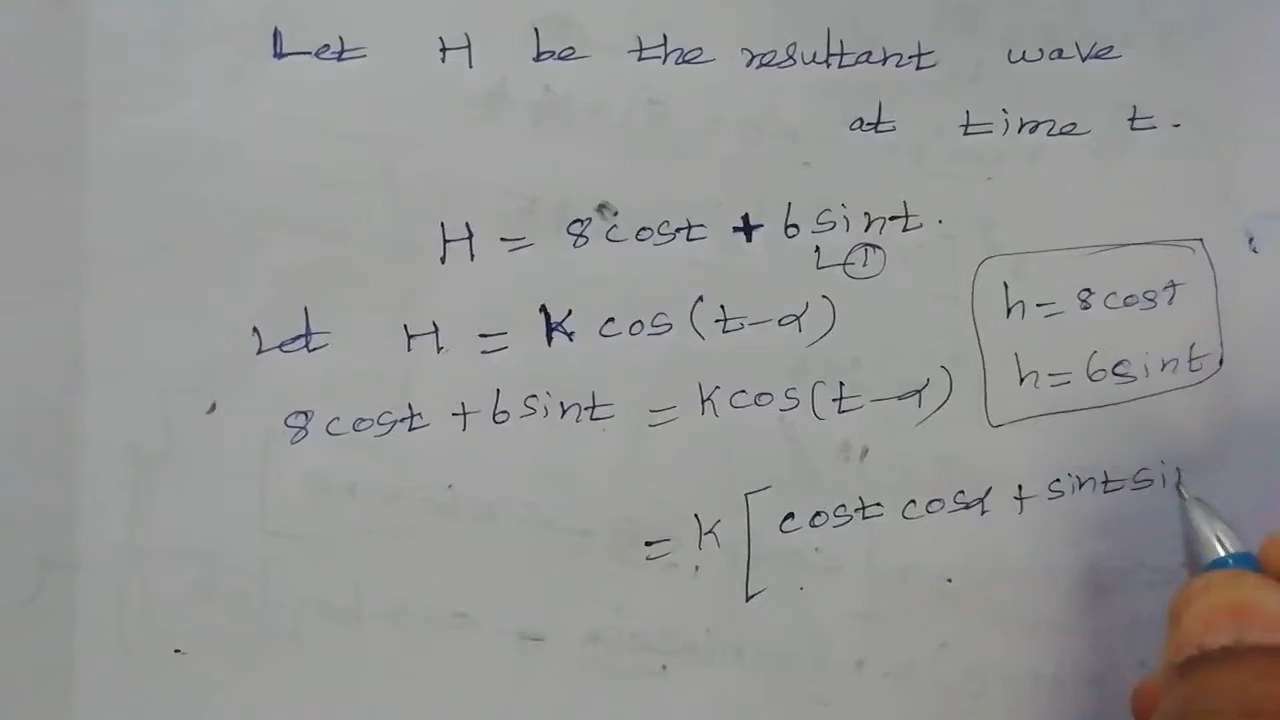 Let H be the resultant wave
at time t.
H = 8cost + 6sint.
①
Let H = K cos(t-α)
h = 8cost
h = 6sint
8cost + 6sint = Kcos(t-α)
= K[cost cosα + sint si